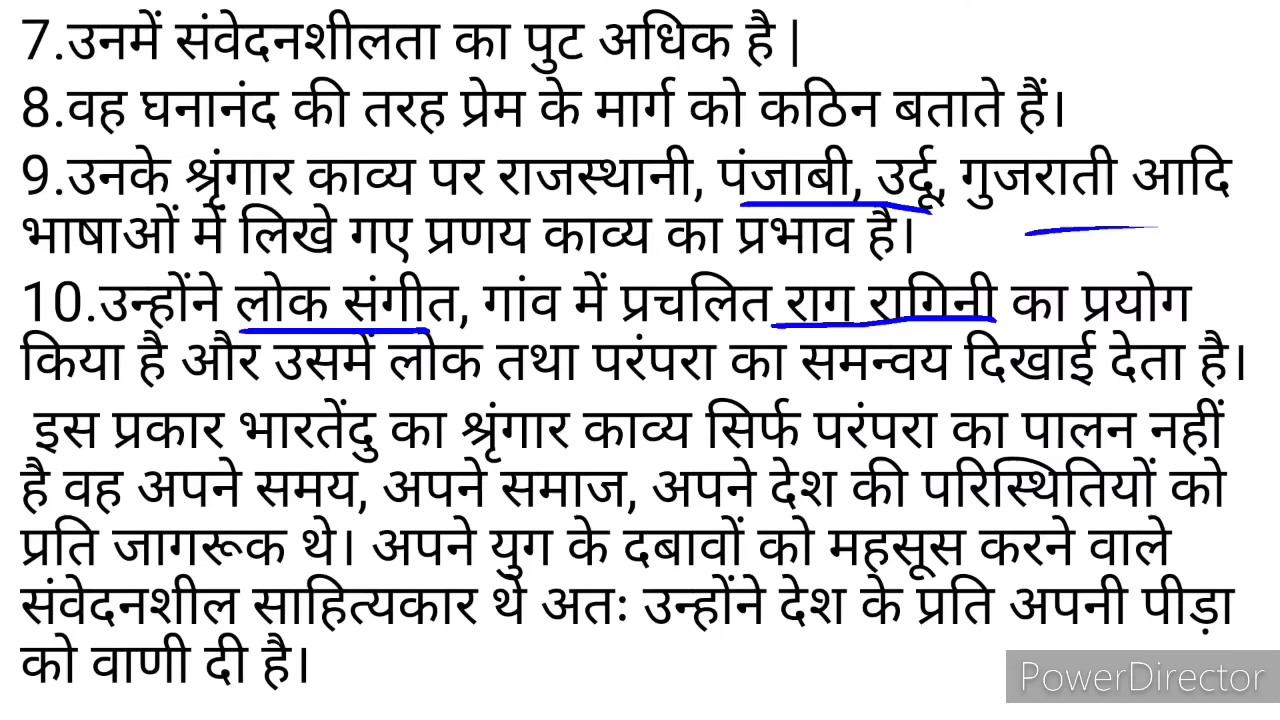 7.उनमें संवेदनशीलता का पुट अधिक है |
8.वह घनानंद की तरह प्रेम के मार्ग को कठिन बताते हैं।
9.उनके श्रृंगार काव्य पर राजस्थानी, पंजाबी, उर्दू, गुजराती आदि
भाषाओं में लिखे गए प्रणय काव्य का प्रभाव है।
10.उन्होंने लोक संगीत, गांव में प्रचलित राग रागिनी का प्रयोग
किया है और उसमें लोक तथा परंपरा का समन्वय दिखाई देता है।
इस प्रकार भारतेंदु का श्रृंगार काव्य सिर्फ परंपरा का पालन नहीं
है वह अपने समय, अपने समाज, अपने देश की परिस्थितियों को
प्रति जागरूक थे। अपने युग के दबावों को महसूस करने वाले
संवेदनशील साहित्यकार थे अतः उन्होंने देश के प्रति अपनी पीड़ा
को वाणी दी है।
PowerDirector